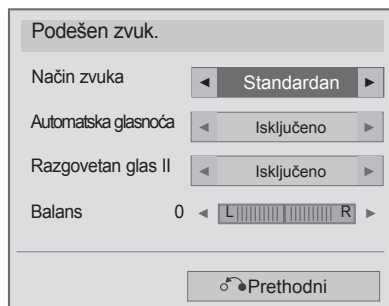 Podešen zvuk.
Način zvuka ◄ Standardan ►
Automatska glasnoća ◄ Isključeno ►
Razgovetan glas II ◄ Isključeno ►
Balans 0 ◄ L R ►
Prethodni